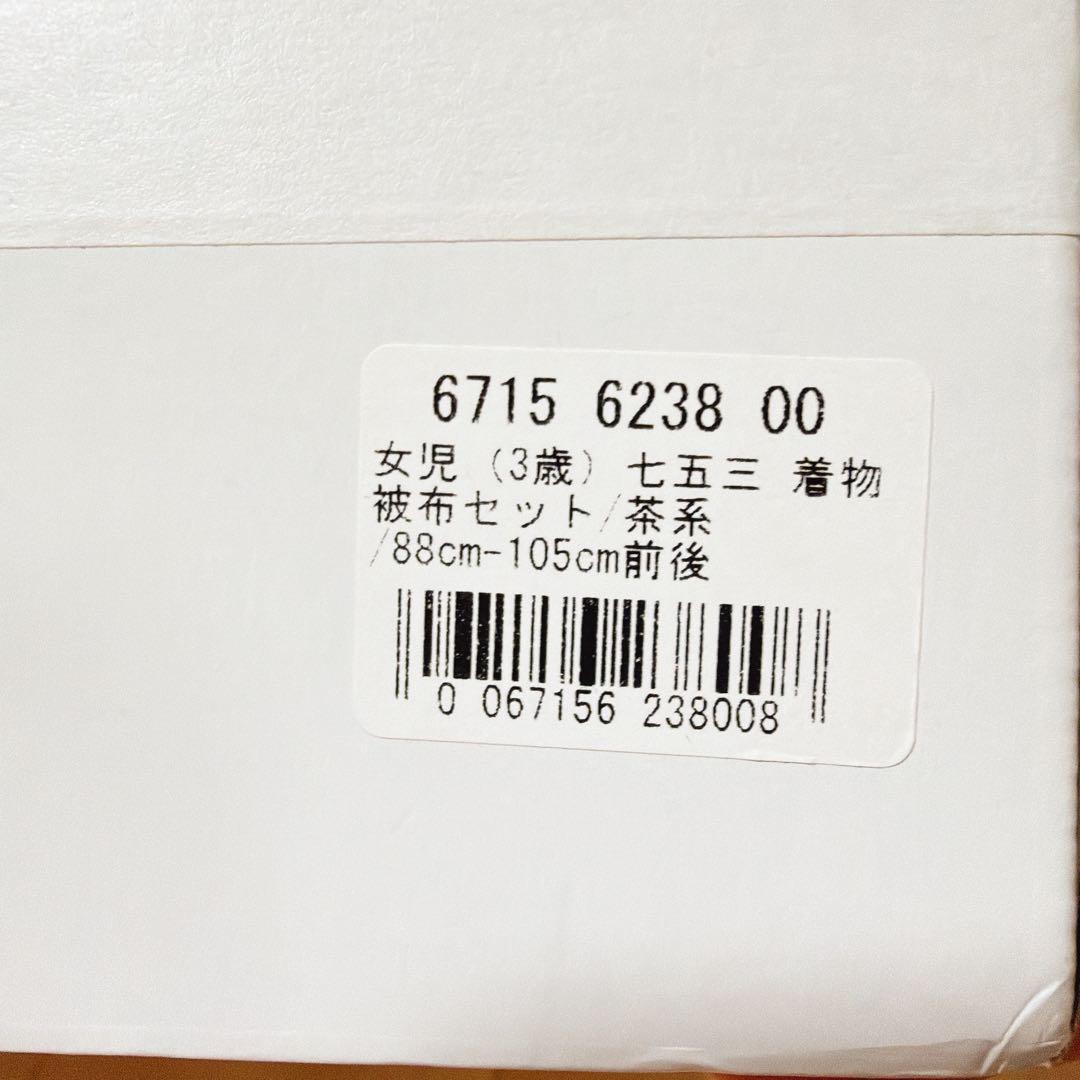 6715 6238 00
女児（3歳）七五三 着物
被布セット/茶系
/88cm-105cm前後
0 067156 238008